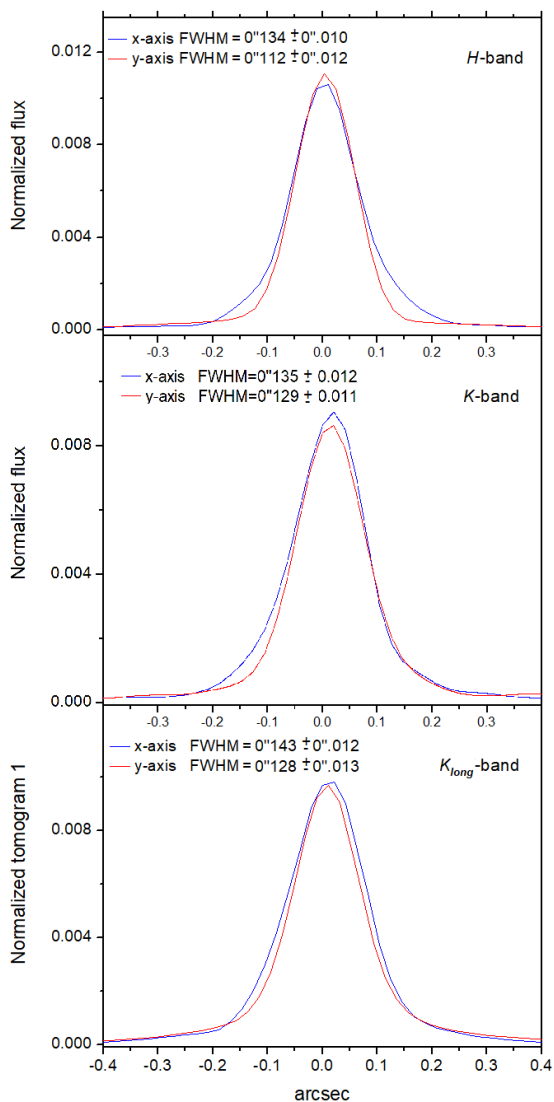 x-axis FWHM = 0"134 ± 0".010
y-axis FWHM = 0"112 ± 0".012
H-band
0.012
0.008
0.004
0.000
Normalized flux
-0.3 -0.2 -0.1 0.0 0.1 0.2 0.3
x-axis FWHM=0"135 ± 0.012
y-axis FWHM=0"129 ± 0.011
K-band
0.008
0.004
0.000
Normalized flux
-0.3 -0.2 -0.1 0.0 0.1 0.2 0.3
x-axis FWHM = 0"143 ± 0".012
y-axis FWHM = 0"128 ± 0".013
Klong-band
0.008
0.004
0.000
Normalized tomogram 1
-0.4 -0.3 -0.2 -0.1 0.0 0.1 0.2 0.3 0.4
arcsec